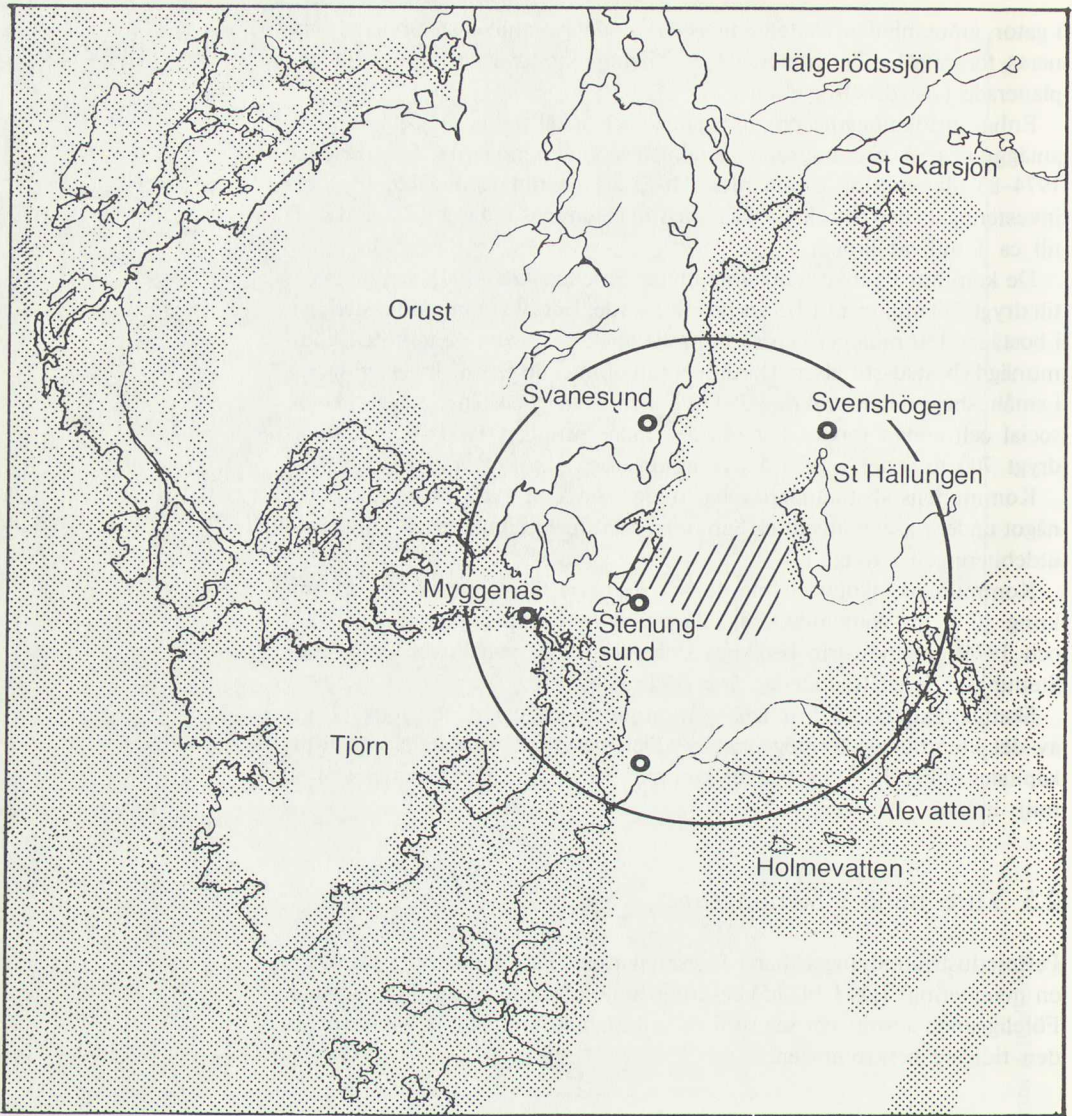 Hälgerödssjön
St Skarsjön
Orust
Svanesund
Svenshögen
St Hällungen
Myggenäs
Stenung-
sund
Tjörn
Ålevatten
Holmevatten